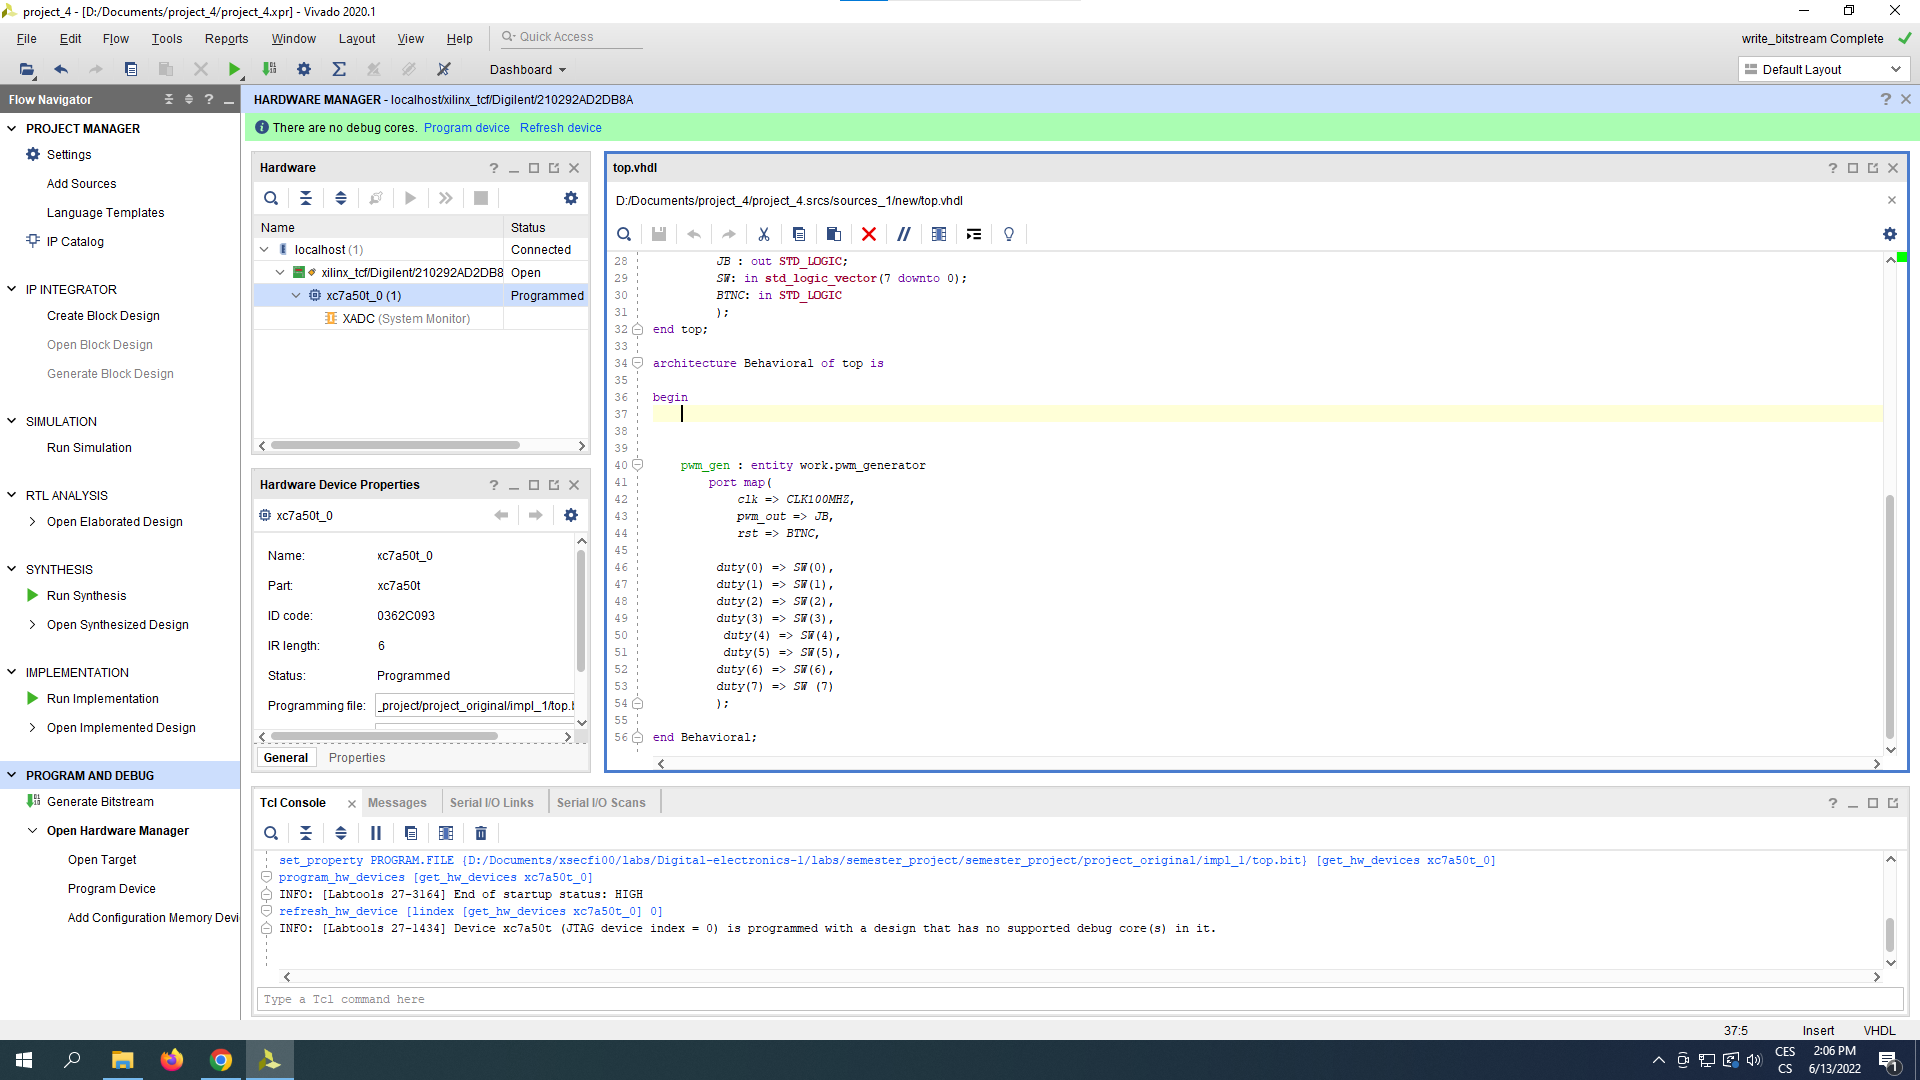 project_4 - [D:/Documents/project_4/project_4.xpr] - Vivado 2020.1
File Edit Flow Tools Reports Window Layout View Help Quick Access
write_bitstream Complete
Dashboard
Default Layout
Flow Navigator
HARDWARE MANAGER - localhost/xilinx_tcf/Digilent/210292AD2DB8A
There are no debug cores. Program device Refresh device
PROJECT MANAGER
Settings
Add Sources
Language Templates
IP Catalog
IP INTEGRATOR
Create Block Design
Open Block Design
Generate Block Design
SIMULATION
Run Simulation
RTL ANALYSIS
Open Elaborated Design
SYNTHESIS
Run Synthesis
Open Synthesized Design
IMPLEMENTATION
Run Implementation
Open Implemented Design
PROGRAM AND DEBUG
Generate Bitstream
Open Hardware Manager
Open Target
Program Device
Add Configuration Memory Devi
Hardware
Name Status
localhost (1) Connected
xilinx_tcf/Digilent/210292AD2DB8 Open
xc7a50t_0 (1) Programmed
XADC (System Monitor)
Hardware Device Properties
xc7a50t_0
Name: xc7a50t_0
Part: xc7a50t
ID code: 0362C093
IR length: 6
Status: Programmed
Programming file: _project/project_original/impl_1/top.b
General Properties
top.vhdl
D:/Documents/project_4/project_4.srcs/sources_1/new/top.vhdl
28 JB : out STD_LOGIC;
29 SW: in std_logic_vector(7 downto 0);
30 BTNC: in STD_LOGIC
31 );
32 end top;
33
34 architecture Behavioral of top is
35
36 begin
37
38
39
40 pwm_gen : entity work.pwm_generator
41 port map(
42 clk => CLK100MHZ,
43 pwm_out => JB,
44 rst => BTNC,
45
46 duty(0) => SW(0),
47 duty(1) => SW(1),
48 duty(2) => SW(2),
49 duty(3) => SW(3),
50 duty(4) => SW(4),
51 duty(5) => SW(5),
52 duty(6) => SW(6),
53 duty(7) => SW (7)
54 );
55
56 end Behavioral;
Tcl Console Messages Serial I/O Links Serial I/O Scans
set_property PROGRAM.FILE {D:/Documents/xsecfi00/labs/Digital-electronics-1/labs/semester_project/semester_project/project_original/impl_1/top.bit} [get_hw_devices xc7a50t_0]
program_hw_devices [get_hw_devices xc7a50t_0]
INFO: [Labtools 27-3164] End of startup status: HIGH
refresh_hw_device [lindex [get_hw_devices xc7a50t_0] 0]
INFO: [Labtools 27-1434] Device xc7a50t (JTAG device index = 0) is programmed with a design that has no supported debug core(s) in it.
Type a Tcl command here
37:5 Insert VHDL
CES
CS
2:06 PM
6/13/2022
1